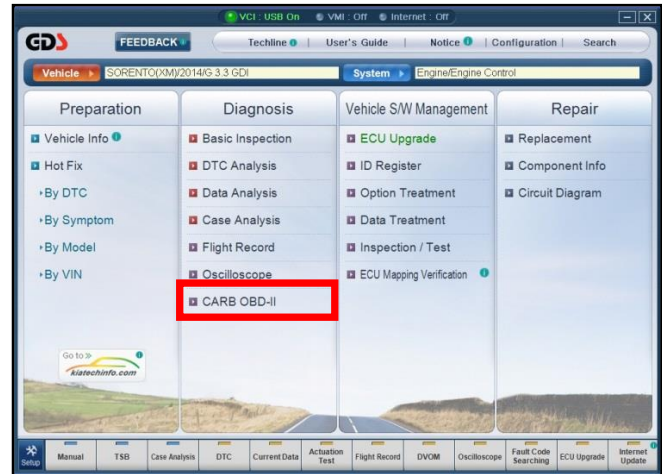 VCI : USB On VMI : Off Internet : Off
GDS FEEDBACK Techline | User's Guide | Notice | Configuration | Search
Vehicle SORENTO(XM)/2014/G 3.3 GDI System Engine/Engine Control
Preparation
Vehicle Info
Hot Fix
By DTC
By Symptom
By Model
By VIN
Go to »
kiatechinfo.com
Diagnosis
Basic Inspection
DTC Analysis
Data Analysis
Case Analysis
Flight Record
Oscilloscope
CARB OBD-II
Vehicle S/W Management
ECU Upgrade
ID Register
Option Treatment
Data Treatment
Inspection / Test
ECU Mapping Verification
Repair
Replacement
Component Info
Circuit Diagram
Setup Manual TSB Case Analysis DTC Current Data Actuation Test Flight Record DVOM Oscilloscope Fault Code Searching ECU Upgrade Internet Update